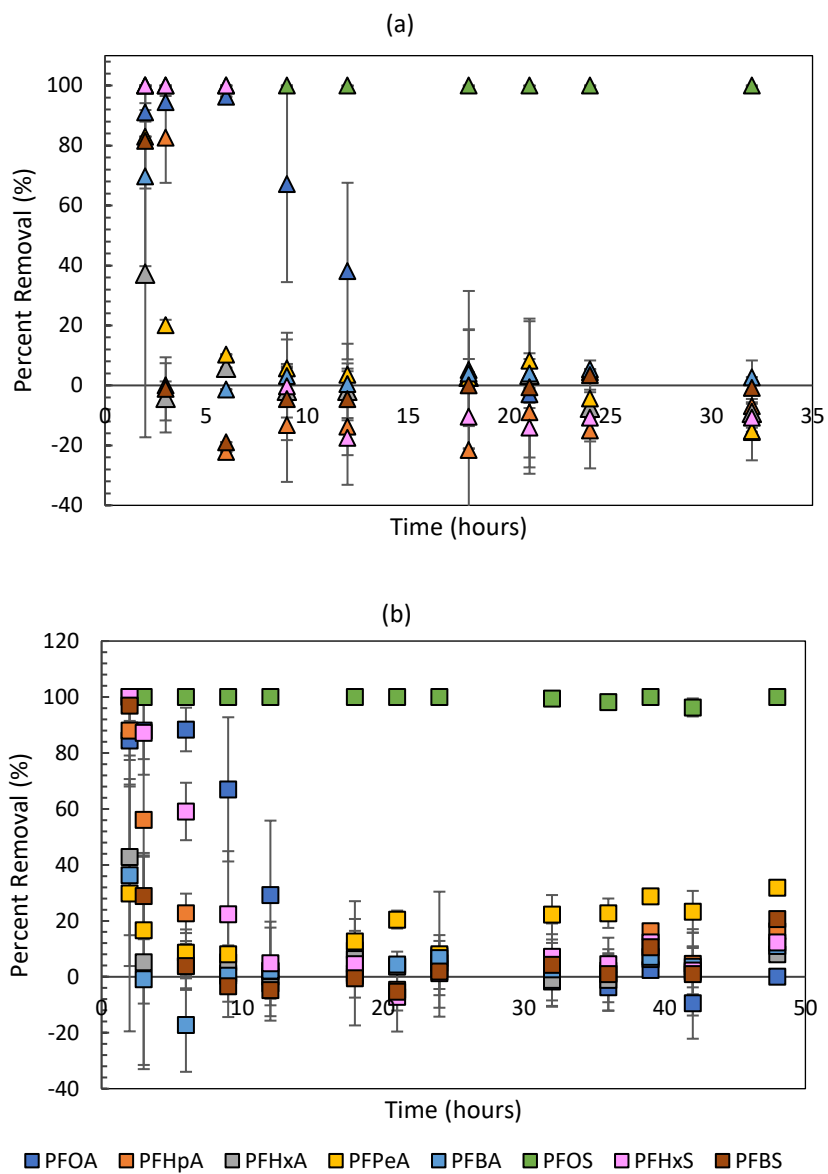 (a)
Percent Removal (%)
100
80
60
40
20
0
-20
-40
0 5 10 15 20 25 30 35
Time (hours)
(b)
Percent Removal (%)
120
100
80
60
40
20
0
-20
-40
0 10 20 30 40 50
Time (hours)
PFOA PFHpA PFHxA PFPeA PFBA PFOS PFHxS PFBS